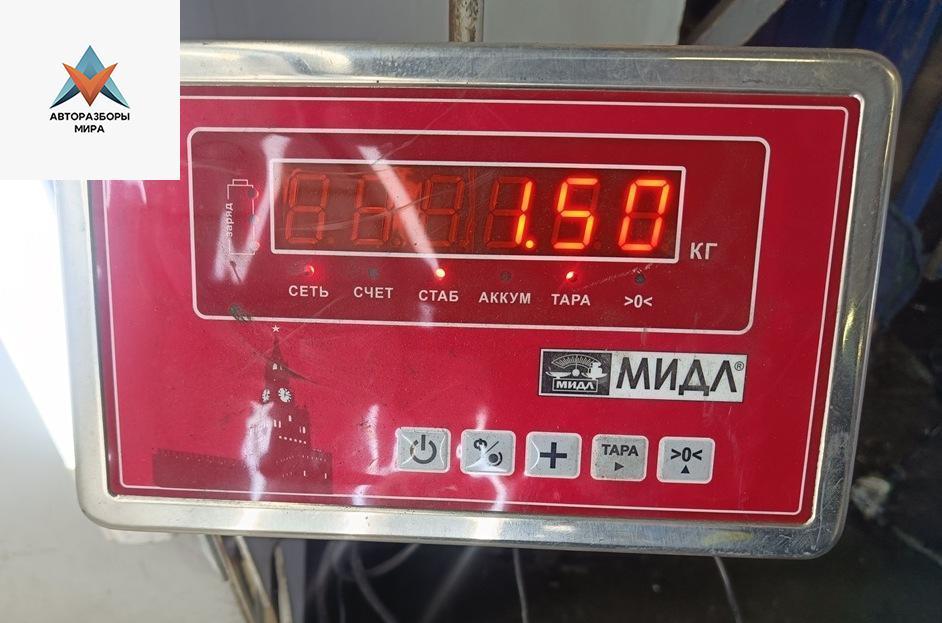 АВТОРАЗБОРЫ
МИРА
заряд
1.50
КГ
СЕТЬ СЧЕТ СТАБ АККУМ ТАРА >0<
МИДЛ МИДЛ®
+ ТАРА >0<